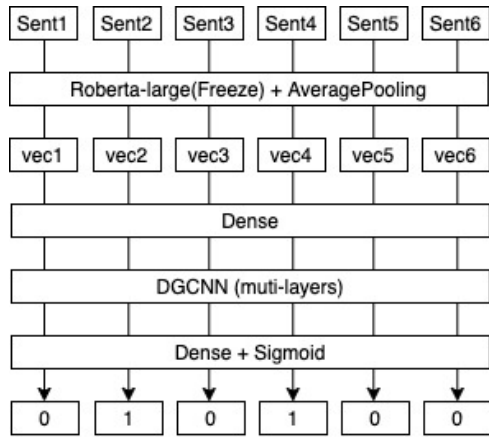 Sent1 Sent2 Sent3 Sent4 Sent5 Sent6
Roberta-large(Freeze) + AveragePooling
vec1 vec2 vec3 vec4 vec5 vec6
Dense
DGCNN (muti-layers)
Dense + Sigmoid
0 1 0 1 0 0